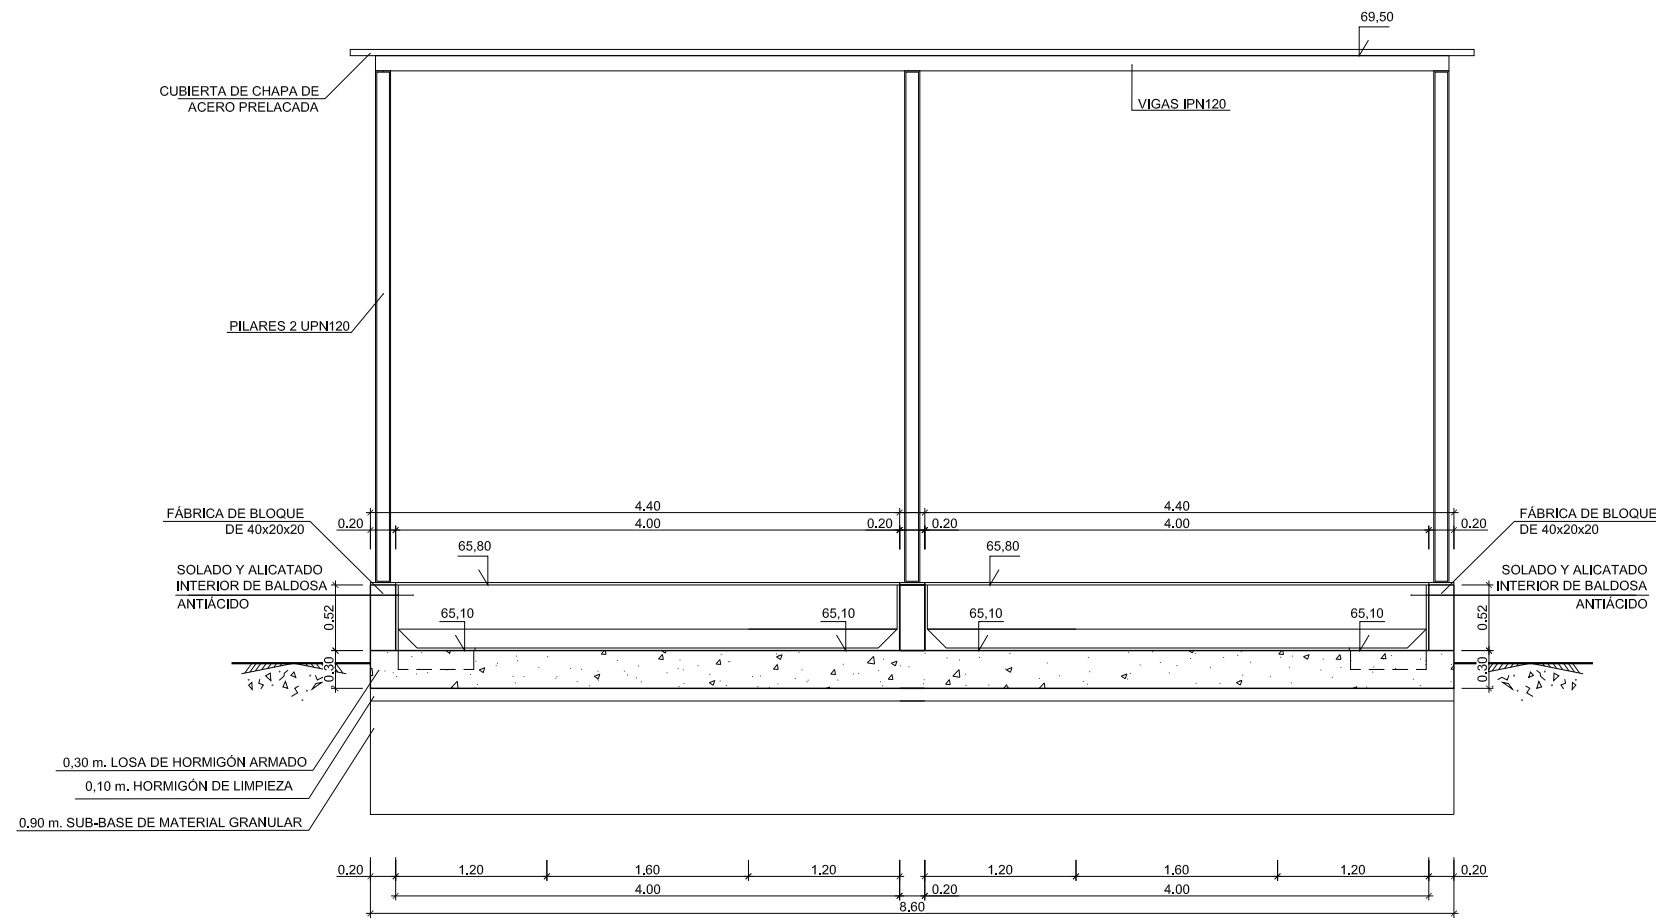 69,50
CUBIERTA DE CHAPA DE
ACERO PRELACADA
VIGAS IPN120
PILARES 2 UPN120
4.40
4.40
FÁBRICA DE BLOQUE
DE 40x20x20
0.20
4.00
0.20
0.20
4.00
0.20
FÁBRICA DE BLOQUE
DE 40x20x20
65,80
65,80
SOLADO Y ALICATADO
INTERIOR DE BALDOSA
ANTIÁCIDO
SOLADO Y ALICATADO
INTERIOR DE BALDOSA
ANTIÁCIDO
0.52
65,10
65,10
65,10
65,10
0.52
0.30
0.30
0,30 m. LOSA DE HORMIGÓN ARMADO
0,10 m. HORMIGÓN DE LIMPIEZA
0.90 m. SUB-BASE DE MATERIAL GRANULAR
0.20
1.20
1.60
1.20
1.20
1.60
1.20
0.20
4.00
0.20
4.00
8.60